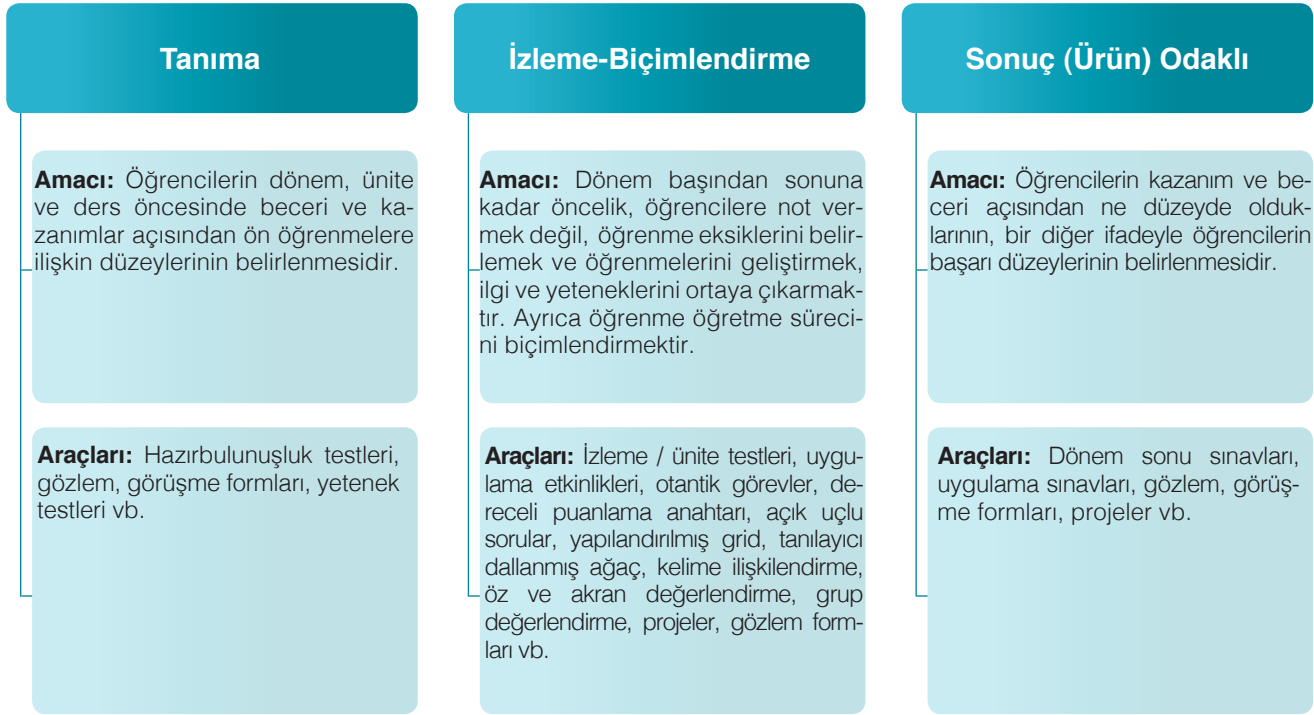 Tanıma
Amacı: Öğrencilerin dönem, ünite
ve ders öncesinde beceri ve ka-
zanımlar açısından ön öğrenmelere
ilişkin düzeylerinin belirlenmesidir.
Araçları: Hazırbulunuşluk testleri,
gözlem, görüşme formları, yetenek
testleri vb.
İzleme-Biçimlendirme
Amacı: Dönem başından sonuna
kadar öncelik, öğrencilere not ver-
mek değil, öğrenme eksiklerini belir-
lemek ve öğrenmelerini geliştirmek,
ilgi ve yeteneklerini ortaya çıkarmak-
tır. Ayrıca öğrenme öğretme süreci-
ni biçimlendirmektir.
Araçları: İzleme / ünite testleri, uygu-
lama etkinlikleri, otantik görevler, de-
receli puanlama anahtarı, açık uçlu
sorular, yapılandırılmış grid, tanılayıcı
dallanmış ağaç, kelime ilişkilendirme,
öz ve akran değerlendirme, grup
değerlendirme, projeler, gözlem form-
ları vb.
Sonuç (Ürün) Odaklı
Amacı: Öğrencilerin kazanım ve be-
ceri açısından ne düzeyde olduk-
larının, bir diğer ifadeyle öğrencilerin
başarı düzeylerinin belirlenmesidir.
Araçları: Dönem sonu sınavları,
uygulama sınavları, gözlem, görüş-
me formları, projeler vb.